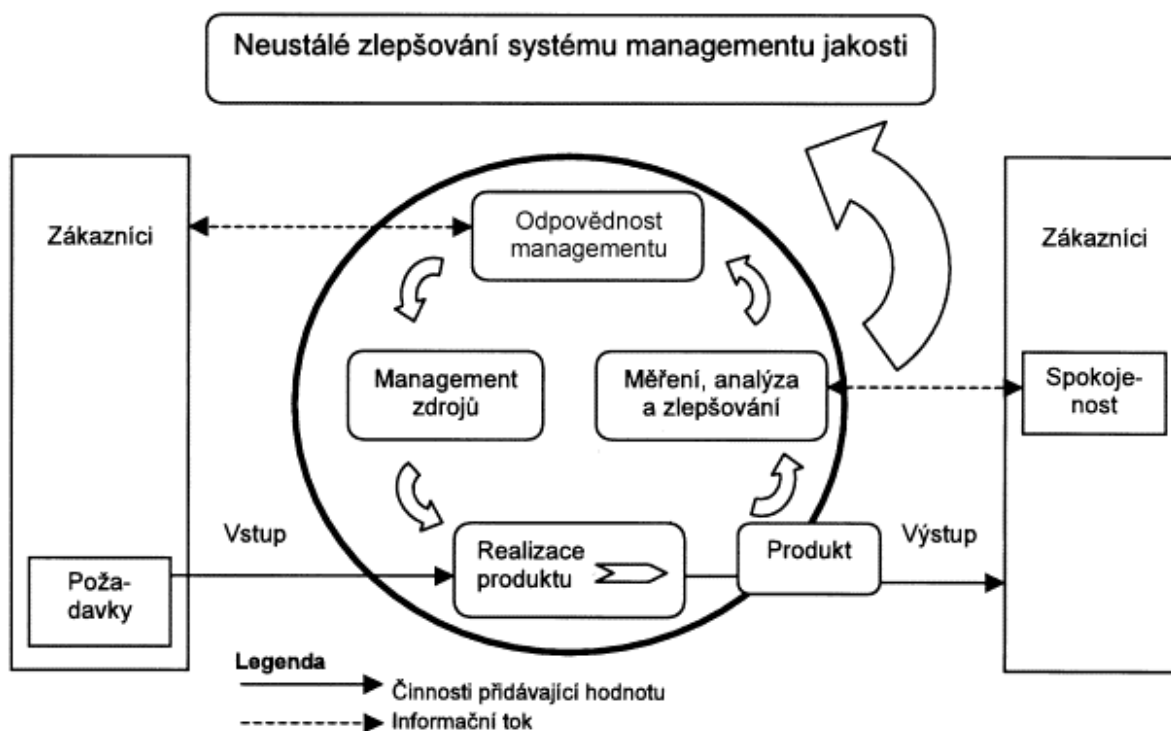 Neustálé zlepšování systému managementu jakosti
Zákazníci
Odpovědnost
managementu
Zákazníci
Management
zdrojů
Měření, analýza
a zlepšování
Spokoje-
nost
Vstup
Realizace
produktu
Produkt
Výstup
Poža-
davky
Legenda
Činnosti přidávající hodnotu
Informační tok